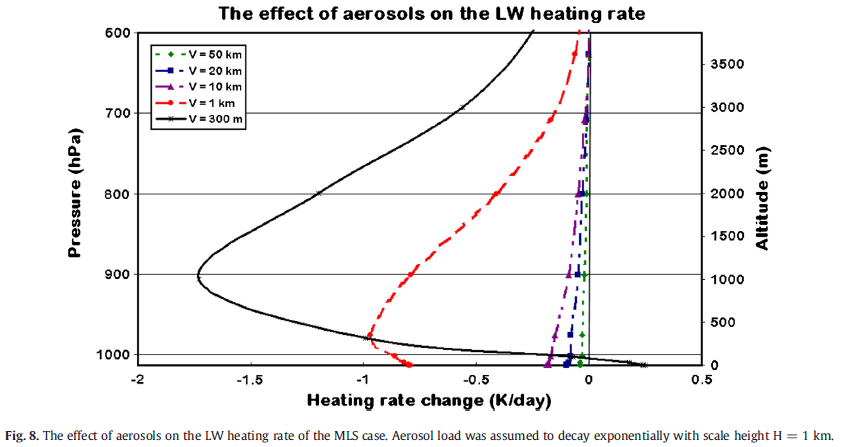 The effect of aerosols on the LW heating rate
600
700
800
900
1000
Pressure (hPa)
V = 50 km
V = 20 km
V = 10 km
V = 1 km
V = 300 m
3500
3000
2500
2000
1500
1000
500
0
Altitude (m)
-2 -1.5 -1 -0.5 0 0.5
Heating rate change (K/day)
Fig. 8. The effect of aerosols on the LW heating rate of the MLS case. Aerosol load was assumed to decay exponentially with scale height H = 1 km.